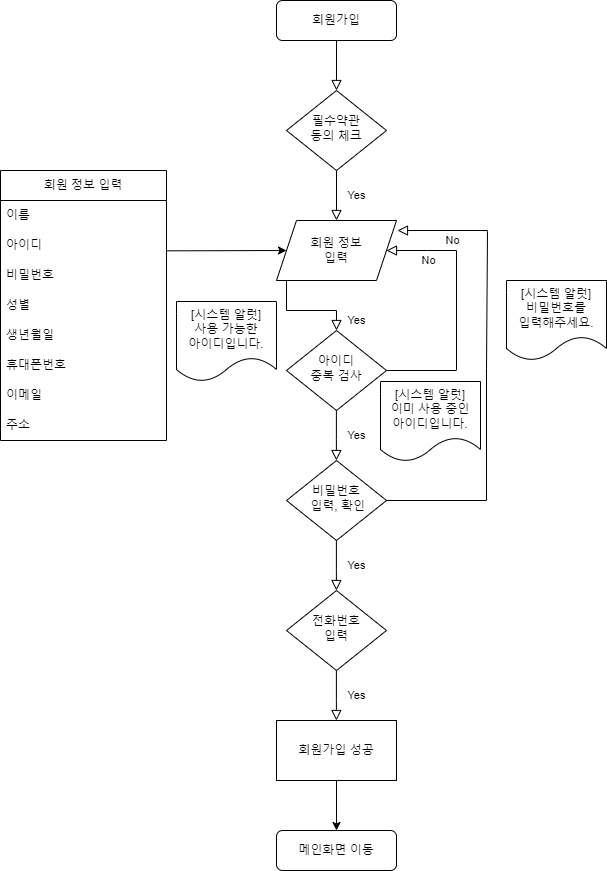 회원가입
필수약관
동의 체크
Yes
회원 정보 입력
이름
아이디
비밀번호
성별
생년월일
휴대폰번호
이메일
주소
회원 정보
입력
No
No
[시스템 알럿]
사용 가능한
아이디입니다.
Yes
[시스템 알럿]
비밀번호를
입력해주세요.
아이디
중복 검사
[시스템 알럿]
이미 사용 중인
아이디입니다.
Yes
비밀번호
입력, 확인
Yes
전화번호
입력
Yes
회원가입 성공
메인화면 이동